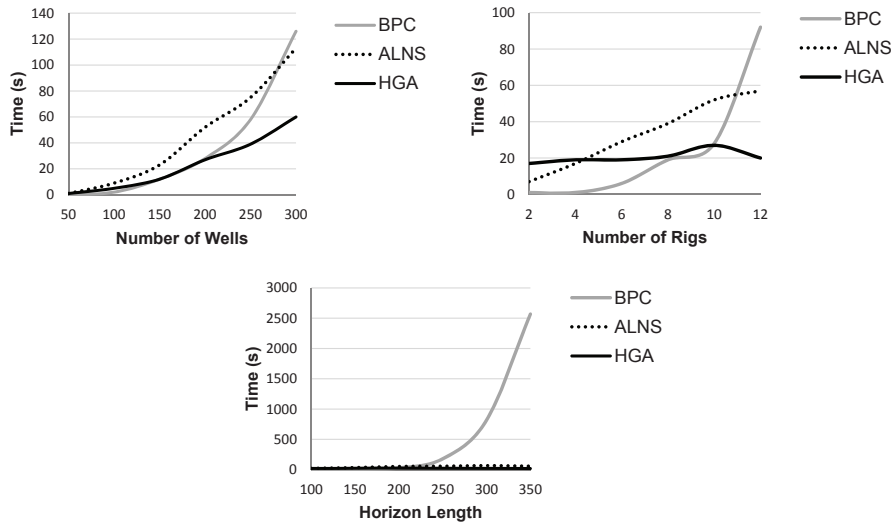 140
120
100
80
60
40
20
0
Time (s)
50 100 150 200 250 300
Number of Wells
BPC
ALNS
HGA
100
80
60
40
20
0
Time (s)
2 4 6 8 10 12
Number of Rigs
BPC
ALNS
HGA
3000
2500
2000
1500
1000
500
0
Time (s)
100 150 200 250 300 350
Horizon Length
BPC
ALNS
HGA